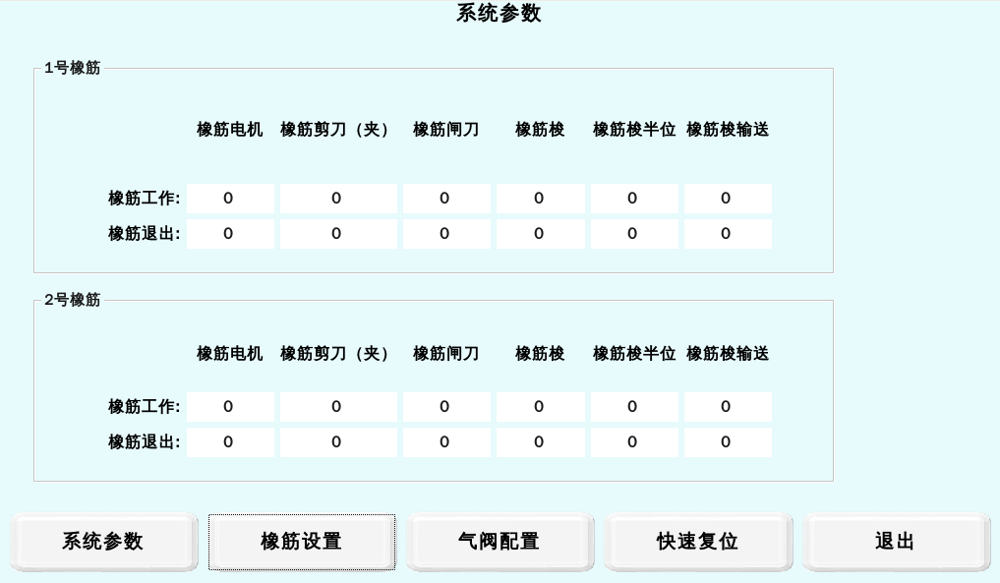 系统参数
1号橡筋
橡筋电机 橡筋剪刀（夹） 橡筋闸刀 橡筋梭 橡筋梭半位 橡筋梭输送
橡筋工作: 0 0 0 0 0 0
橡筋退出: 0 0 0 0 0 0
2号橡筋
橡筋电机 橡筋剪刀（夹） 橡筋闸刀 橡筋梭 橡筋梭半位 橡筋梭输送
橡筋工作: 0 0 0 0 0 0
橡筋退出: 0 0 0 0 0 0
系统参数 橡筋设置 气阀配置 快速复位 退出